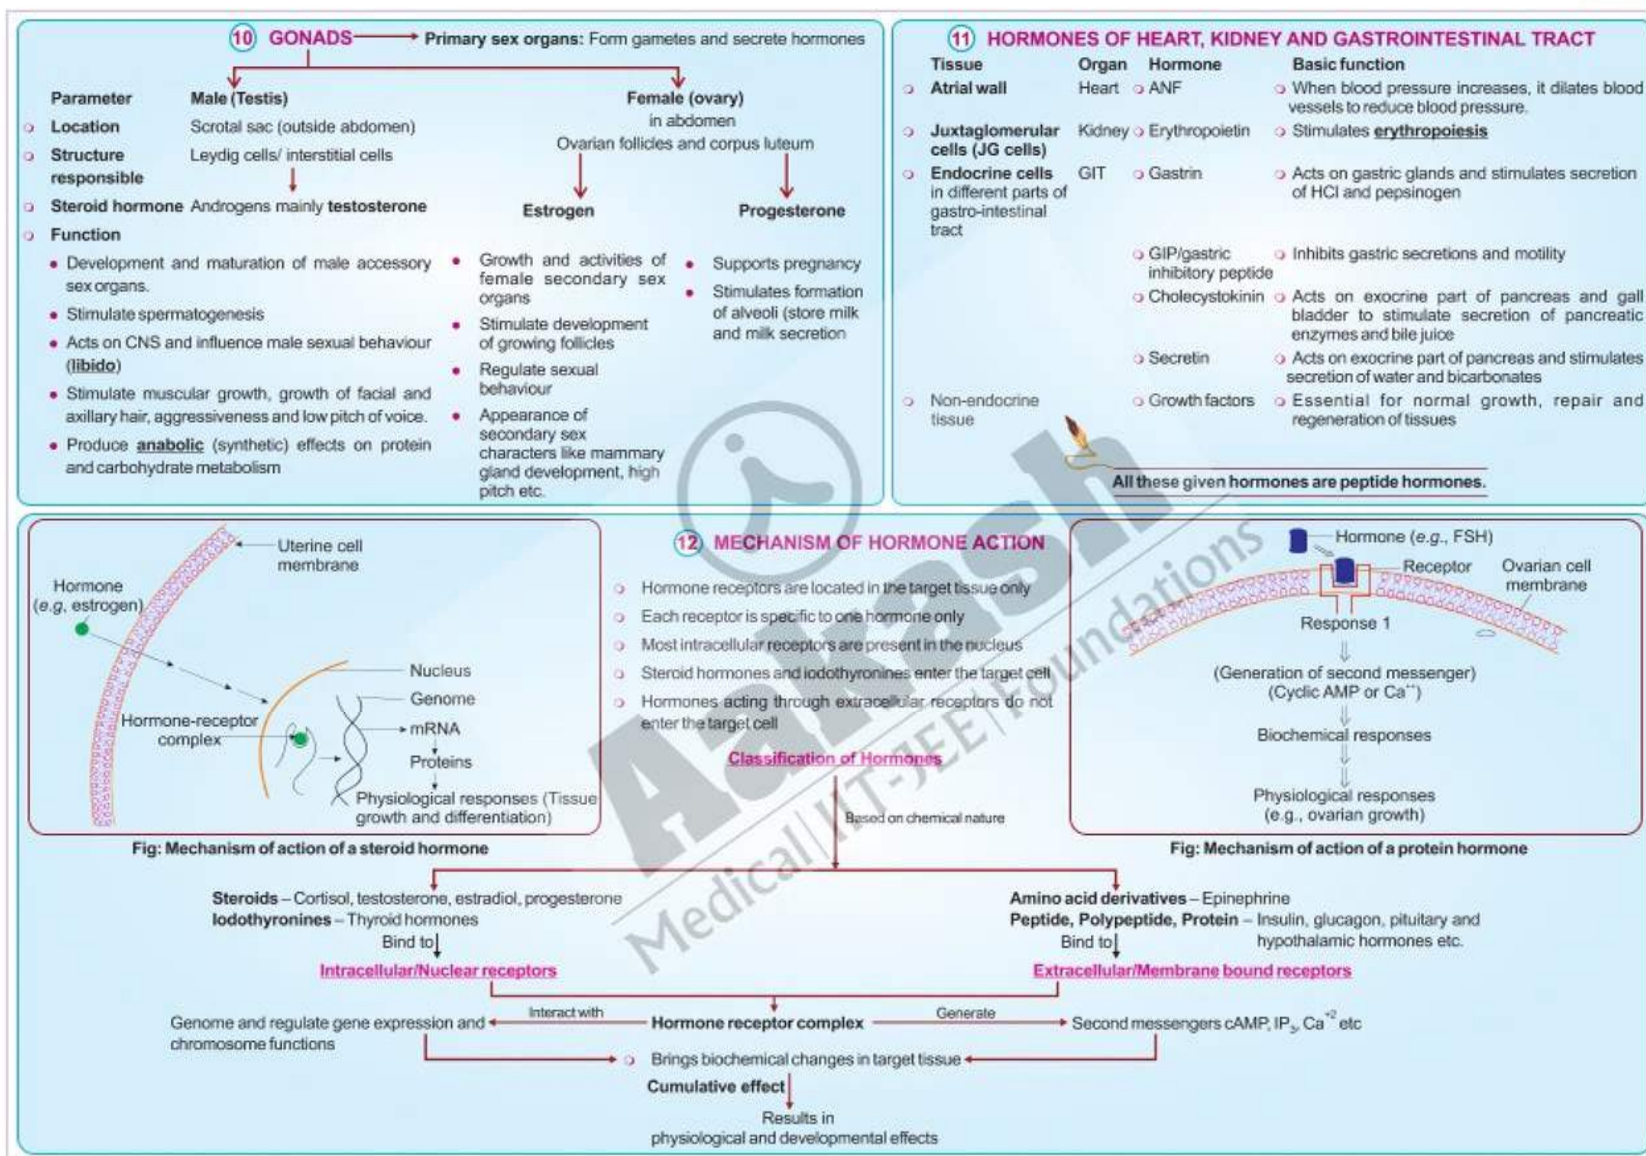 10 GONADS Primary sex organs: Form gametes and secrete hormones
Parameter Male (Testis) Female (ovary)
in abdomen
Location Scrotal sac (outside abdomen)
Ovarian follicles and corpus luteum
Structure responsible Leydig cells/ interstitial cells
Steroid hormone Androgens mainly testosterone
Estrogen Progesterone
Function
• Development and maturation of male accessory
sex organs.
• Stimulate spermatogenesis
• Acts on CNS and influence male sexual behaviour
(libido)
• Stimulate muscular growth, growth of facial and
axillary hair, aggressiveness and low pitch of voice.
• Produce anabolic (synthetic) effects on protein
and carbohydrate metabolism
• Growth and activities of
female secondary sex
organs
• Stimulate development
of growing follicles
• Regulate sexual
behaviour
• Appearance of
secondary sex
characters like mammary
gland development, high
pitch etc.
• Supports pregnancy
• Stimulates formation
of alveoli (store milk
and milk secretion
11 HORMONES OF HEART, KIDNEY AND GASTROINTESTINAL TRACT
Tissue Organ Hormone Basic function
Atrial wall Heart ANF When blood pressure increases, it dilates blood
vessels to reduce blood pressure.
Juxtaglomerular Kidney Erythropoietin Stimulates erythropoiesis
cells (JG cells)
Endocrine cells GIT Gastrin Acts on gastric glands and stimulates secretion
in different parts of of HCl and pepsinogen
gastro-intestinal
tract
GIP/gastric Inhibits gastric secretions and motility
inhibitory peptide
Cholecystokinin Acts on exocrine part of pancreas and gall
bladder to stimulate secretion of pancreatic
enzymes and bile juice
Secretin Acts on exocrine part of pancreas and stimulates
secretion of water and bicarbonates
Non-endocrine Growth factors Essential for normal growth, repair and
tissue regeneration of tissues
All these given hormones are peptide hormones.
Uterine cell
membrane
Hormone
(e.g, estrogen)
Nucleus
Genome
Hormone-receptor
complex
mRNA
Proteins
Physiological responses (Tissue
growth and differentiation)
Fig: Mechanism of action of a steroid hormone
12 MECHANISM OF HORMONE ACTION
Hormone receptors are located in the target tissue only
Each receptor is specific to one hormone only
Most intracellular receptors are present in the nucleus
Steroid hormones and iodothyronines enter the target cell
Hormones acting through extracellular receptors do not
enter the target cell
Classification of Hormones
Based on chemical nature
Hormone (e.g., FSH)
Receptor
Ovarian cell
membrane
Response 1
(Generation of second messenger)
(Cyclic AMP or Ca⁺⁺)
Biochemical responses
Physiological responses
(e.g., ovarian growth)
Fig: Mechanism of action of a protein hormone
Steroids – Cortisol, testosterone, estradiol, progesterone
Iodothyronines – Thyroid hormones
Bind to
Intracellular/Nuclear receptors
Amino acid derivatives – Epinephrine
Peptide, Polypeptide, Protein – Insulin, glucagon, pituitary and
hypothalamic hormones etc.
Bind to
Extracellular/Membrane bound receptors
Genome and regulate gene expression and
chromosome functions
Interact with
Hormone receptor complex
Generate
Second messengers cAMP, IP₃, Ca⁺² etc
Brings biochemical changes in target tissue
Cumulative effect
Results in
physiological and developmental effects
Aakash
Medical|IIT-JEE|Foundations